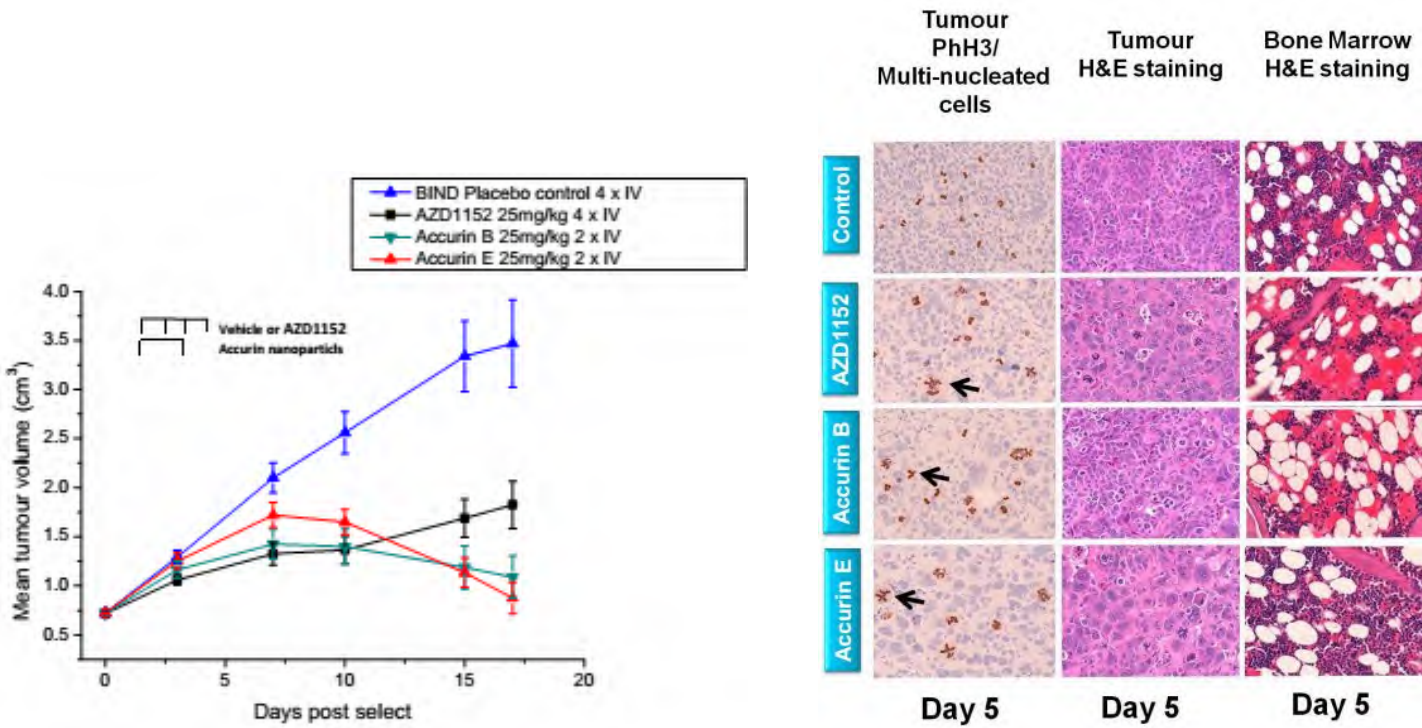 BIND Placebo control 4 x IV
AZD1152 25mg/kg 4 x IV
Accurin B 25mg/kg 2 x IV
Accurin E 25mg/kg 2 x IV
Vehicle or AZD1152
Accurin nanoparticls
Mean tumour volume (cm³)
4.0
3.5
3.0
2.5
2.0
1.5
1.0
0.5
0
5
10
15
20
Days post select
Tumour
PhH3/
Multi-nucleated
cells
Tumour
H&E staining
Bone Marrow
H&E staining
Control
AZD1152
Accurin B
Accurin E
Day 5
Day 5
Day 5